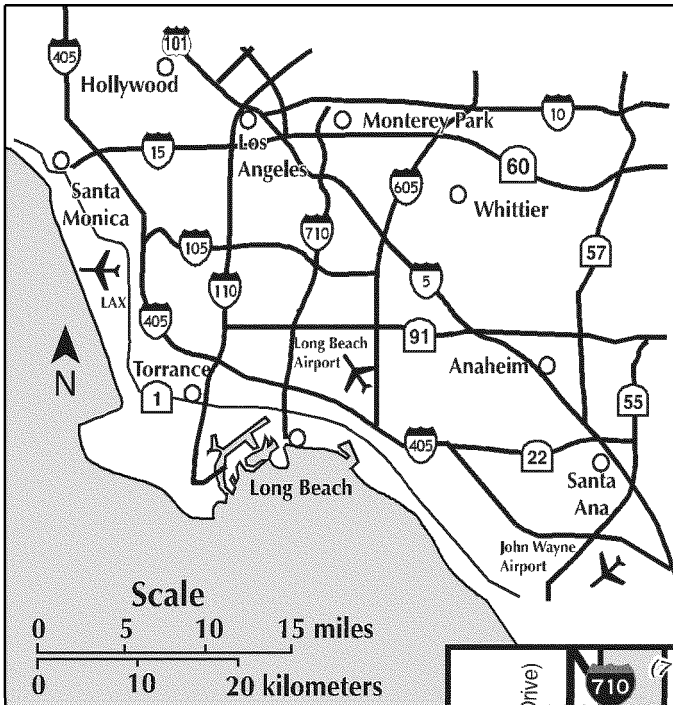 405
101
Hollywood
10
Monterey Park
Los
Angeles
15
60
Santa
Monica
605
Whittier
710
105
57
LAX
110
5
405
91
Long Beach
Airport
Anaheim
N
Torrance
1
55
405
22
Long Beach
Santa
Ana
John Wayne
Airport
Scale
0 5 10 15 miles
0 10 20 kilometers
710